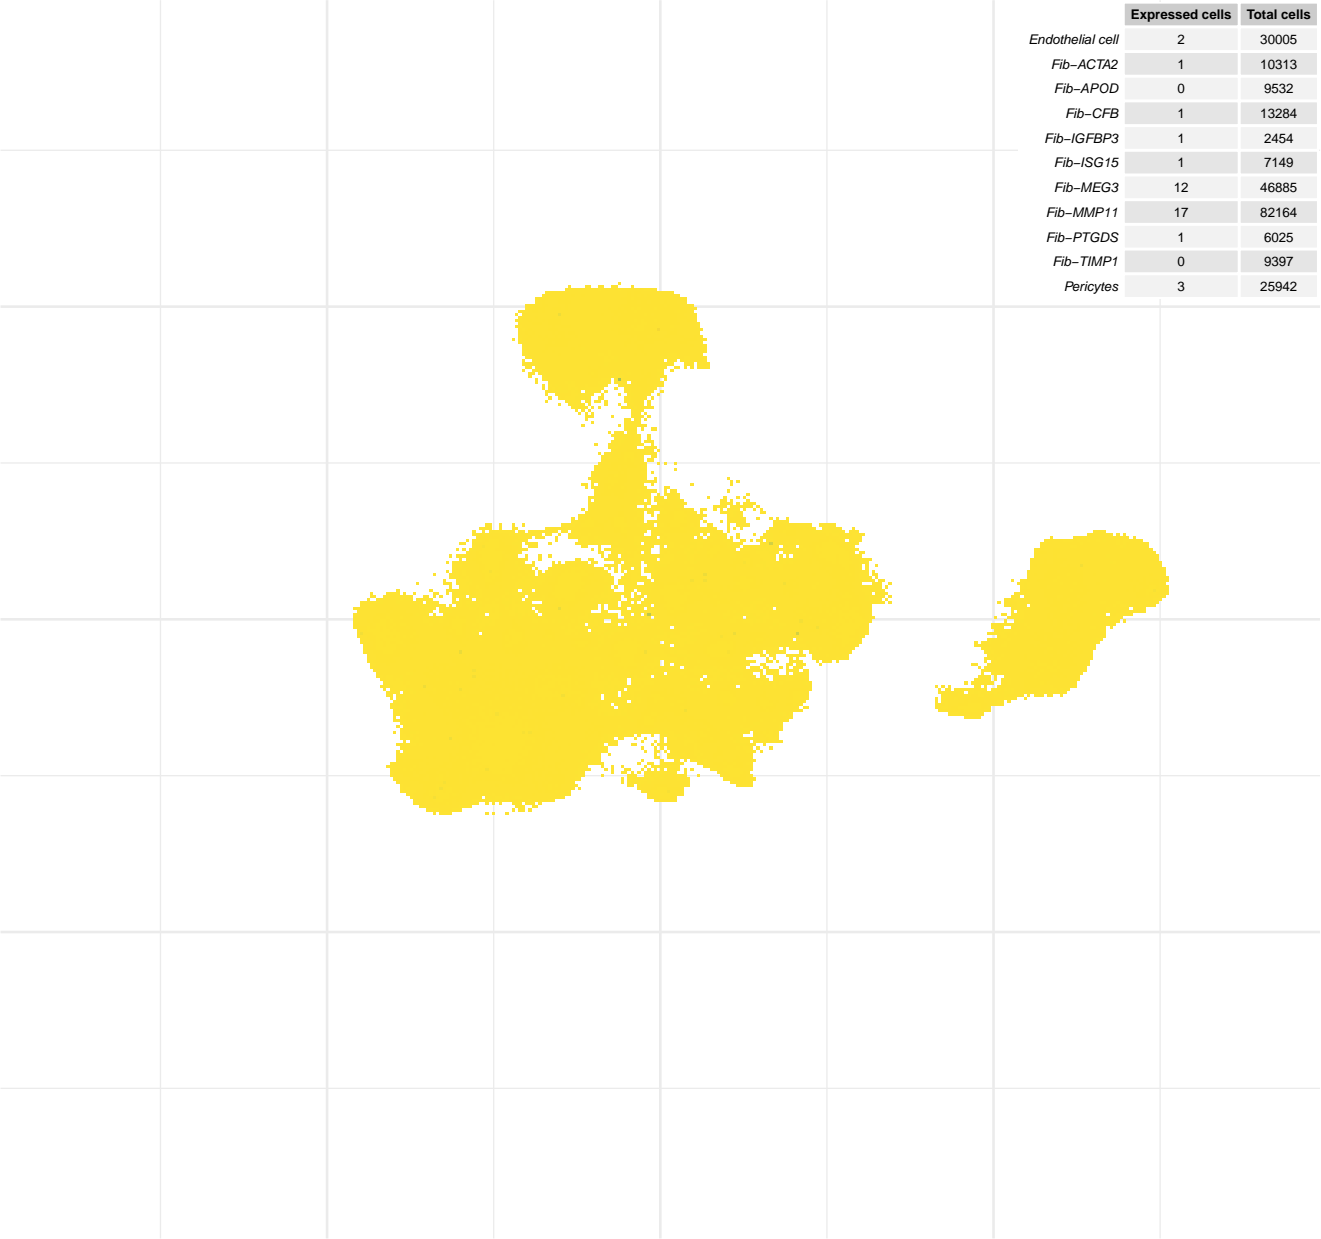 Expressed cells Total cells
Endothelial cell 2 30005
Fib−ACTA2 1 10313
Fib−APOD 0 9532
Fib−CFB 1 13284
Fib−IGFBP3 1 2454
Fib−ISG15 1 7149
Fib−MEG3 12 46885
Fib−MMP11 17 82164
Fib−PTGDS 1 6025
Fib−TIMP1 0 9397
Pericytes 3 25942